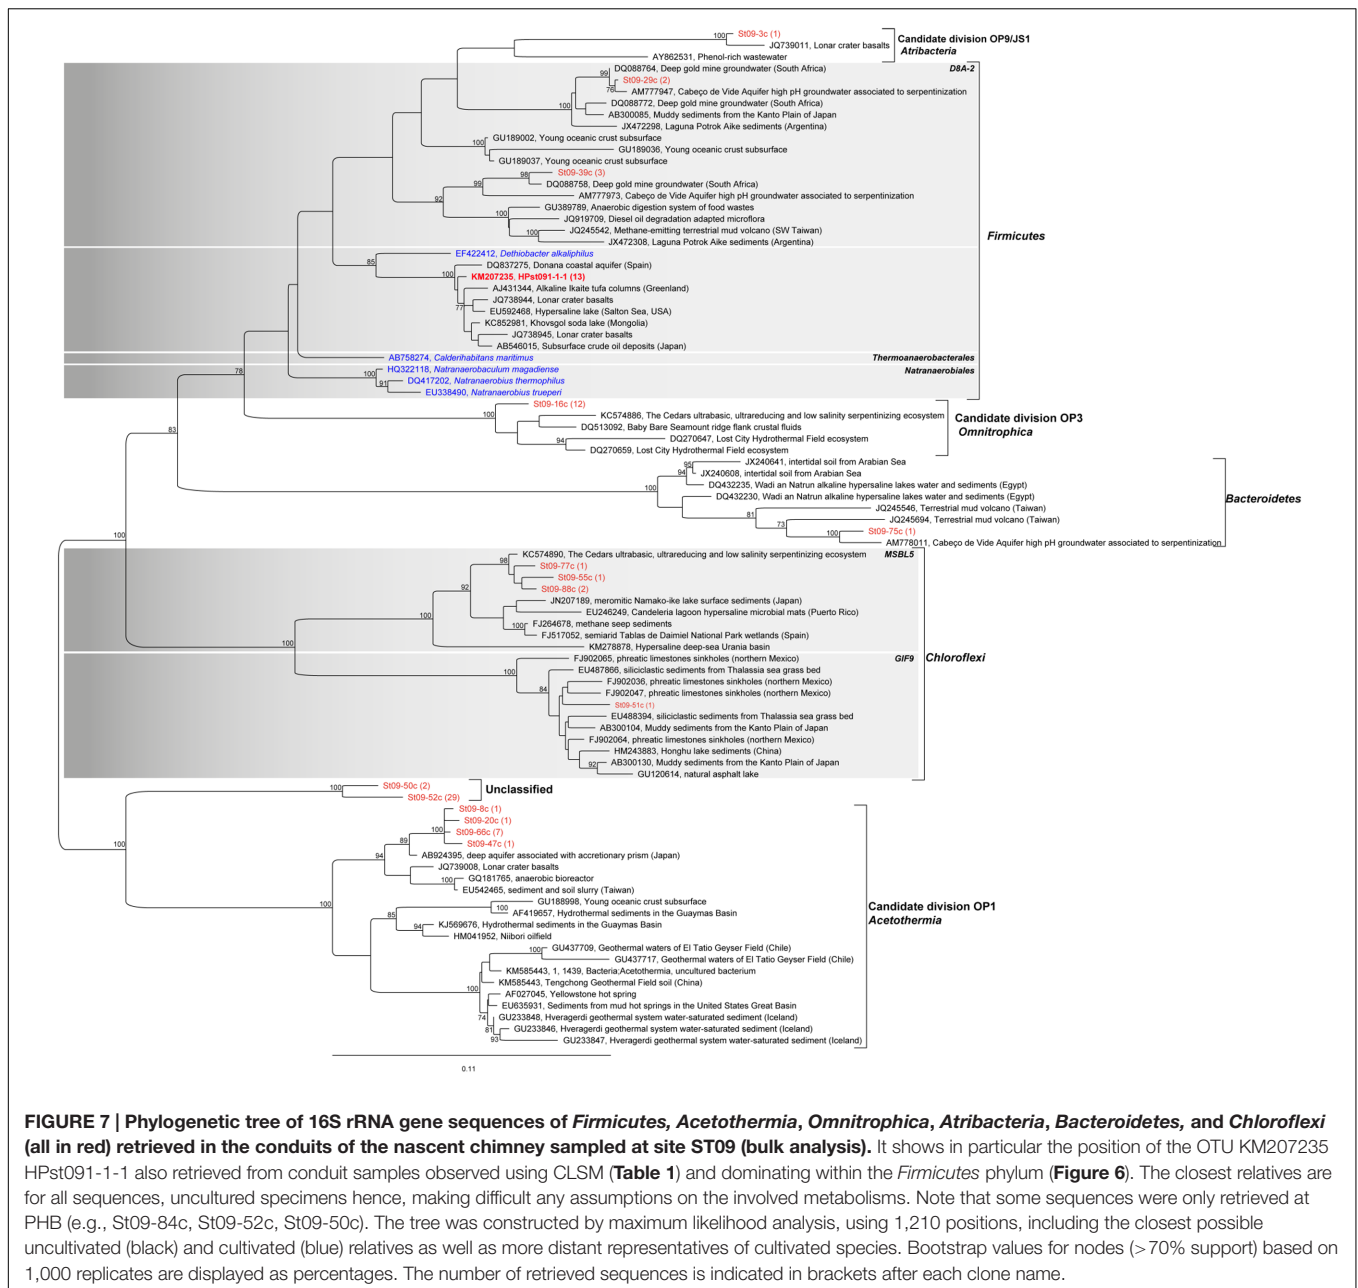 100
St09-3c (1)
JQ739011, Lonar crater basalts
AY862531, Phenol-rich wastewater
Candidate division OP9/JS1
Atribacteria
DQ088764, Deep gold mine groundwater (South Africa)
D8A-2
99
St09-29c (2)
76
AM777947, Cabeço de Vide Aquifer high pH groundwater associated to serpentinization
100
DQ088772, Deep gold mine groundwater (South Africa)
AB300085, Muddy sediments from the Kanto Plain of Japan
JX472298, Laguna Potrok Aike sediments (Argentina)
GU189002, Young oceanic crust subsurface
100
GU189036, Young oceanic crust subsurface
GU189037, Young oceanic crust subsurface
98
St09-39c (3)
99
DQ088758, Deep gold mine groundwater (South Africa)
92
AM777973, Cabeço de Vide Aquifer high pH groundwater associated to serpentinization
GU389789, Anaerobic digestion system of food wastes
100
JQ919709, Diesel oil degradation adapted microflora
JQ245542, Methane-emitting terrestrial mud volcano (SW Taiwan)
Firmicutes
JX472308, Laguna Potrok Aike sediments (Argentina)
85
EF422412, Dethiobacter alkaliphilus
DQ837275, Donana coastal aquifer (Spain)
100
KM207235, HPst091-1-1 (13)
AJ431344, Alkaline Ikaite tufa columns (Greenland)
JQ738944, Lonar crater basalts
77
EU592468, Hypersaline lake (Salton Sea, USA)
KC852981, Khovsgol soda lake (Mongolia)
JQ738945, Lonar crater basalts
AB546015, Subsurface crude oil deposits (Japan)
AB758274, Calderihabitans maritimus
Thermoanaerobacterales
78
100
HQ322118, Natranaerobaculum magadiense
Natranaerobiales
91
DQ417202, Natranaerobius thermophilus
EU338490, Natranaerobius trueperi
St09-16c (12)
100
KC574886, The Cedars ultrabasic, ultrareducing and low salinity serpentinizing ecosystem
Candidate division OP3
Omnitrophica
83
DQ513092, Baby Bare Seamount ridge flank crustal fluids
94
DQ270647, Lost City Hydrothermal Field ecosystem
DQ270659, Lost City Hydrothermal Field ecosystem
95
JX240641, intertidal soil from Arabian Sea
94
JX240608, intertidal soil from Arabian Sea
100
DQ432235, Wadi an Natrun alkaline hypersaline lakes water and sediments (Egypt)
DQ432230, Wadi an Natrun alkaline hypersaline lakes water and sediments (Egypt)
Bacteroidetes
81
JQ245546, Terrestrial mud volcano (Taiwan)
73
JQ245694, Terrestrial mud volcano (Taiwan)
100
St09-75c (1)
100
AM778011, Cabeço de Vide Aquifer high pH groundwater associated to serpentinization
KC574890, The Cedars ultrabasic, ultrareducing and low salinity serpentinizing ecosystem
MSBL5
98
St09-77c (1)
St09-55c (1)
92
St09-88c (2)
JN207189, meromitic Namako-ike lake surface sediments (Japan)
100
EU246249, Candeleria lagoon hypersaline microbial mats (Puerto Rico)
100
FJ264678, methane seep sediments
FJ517052, semiarid Tablas de Daimiel National Park wetlands (Spain)
100
KM278878, Hypersaline deep-sea Urania basin
FJ902065, phreatic limestones sinkholes (northern Mexico)
GIF9
Chloroflexi
100
EU487866, siliciclastic sediments from Thalassia sea grass bed
FJ902036, phreatic limestones sinkholes (northern Mexico)
84
FJ902047, phreatic limestones sinkholes (northern Mexico)
St09-51c (1)
EU488394, siliciclastic sediments from Thalassia sea grass bed
AB300104, Muddy sediments from the Kanto Plain of Japan
FJ902064, phreatic limestones sinkholes (northern Mexico)
HM243883, Honghu lake sediments (China)
92
AB300130, Muddy sediments from the Kanto Plain of Japan
GU120614, natural asphalt lake
100
St09-50c (2)
Unclassified
St09-52c (29)
St09-8c (1)
St09-20c (1)
100
St09-66c (7)
100
89
St09-47c (1)
94
AB924395, deep aquifer associated with accretionary prism (Japan)
JQ739008, Lonar crater basalts
100
GQ181765, anaerobic bioreactor
EU542465, sediment and soil slurry (Taiwan)
100
GU188998, Young oceanic crust subsurface
85
100
AF419657, Hydrothermal sediments in the Guaymas Basin
Candidate division OP1
Acetothermia
94
KJ569676, Hydrothermal sediments in the Guaymas Basin
HM041952, Niibori oilfield
100
GU437709, Geothermal waters of El Tatio Geyser Field (Chile)
GU437717, Geothermal waters of El Tatio Geyser Field (Chile)
KM585443, 1, 1439, Bacteria;Acetothermia, uncultured bacterium
100
KM585443, Tengchong Geothermal Field soil (China)
AF027045, Yellowstone hot spring
EU635931, Sediments from mud hot springs in the United States Great Basin
74
GU233848, Hveragerdi geothermal system water-saturated sediment (Iceland)
81
GU233846, Hveragerdi geothermal system water-saturated sediment (Iceland)
93
GU233847, Hveragerdi geothermal system water-saturated sediment (Iceland)
0.11
FIGURE 7 | Phylogenetic tree of 16S rRNA gene sequences of Firmicutes, Acetothermia, Omnitrophica, Atribacteria, Bacteroidetes, and Chloroflexi
(all in red) retrieved in the conduits of the nascent chimney sampled at site ST09 (bulk analysis). It shows in particular the position of the OTU KM207235
HPst091-1-1 also retrieved from conduit samples observed using CLSM (Table 1) and dominating within the Firmicutes phylum (Figure 6). The closest relatives are
for all sequences, uncultured specimens hence, making difficult any assumptions on the involved metabolisms. Note that some sequences were only retrieved at
PHB (e.g., St09-84c, St09-52c, St09-50c). The tree was constructed by maximum likelihood analysis, using 1,210 positions, including the closest possible
uncultivated (black) and cultivated (blue) relatives as well as more distant representatives of cultivated species. Bootstrap values for nodes (>70% support) based on
1,000 replicates are displayed as percentages. The number of retrieved sequences is indicated in brackets after each clone name.